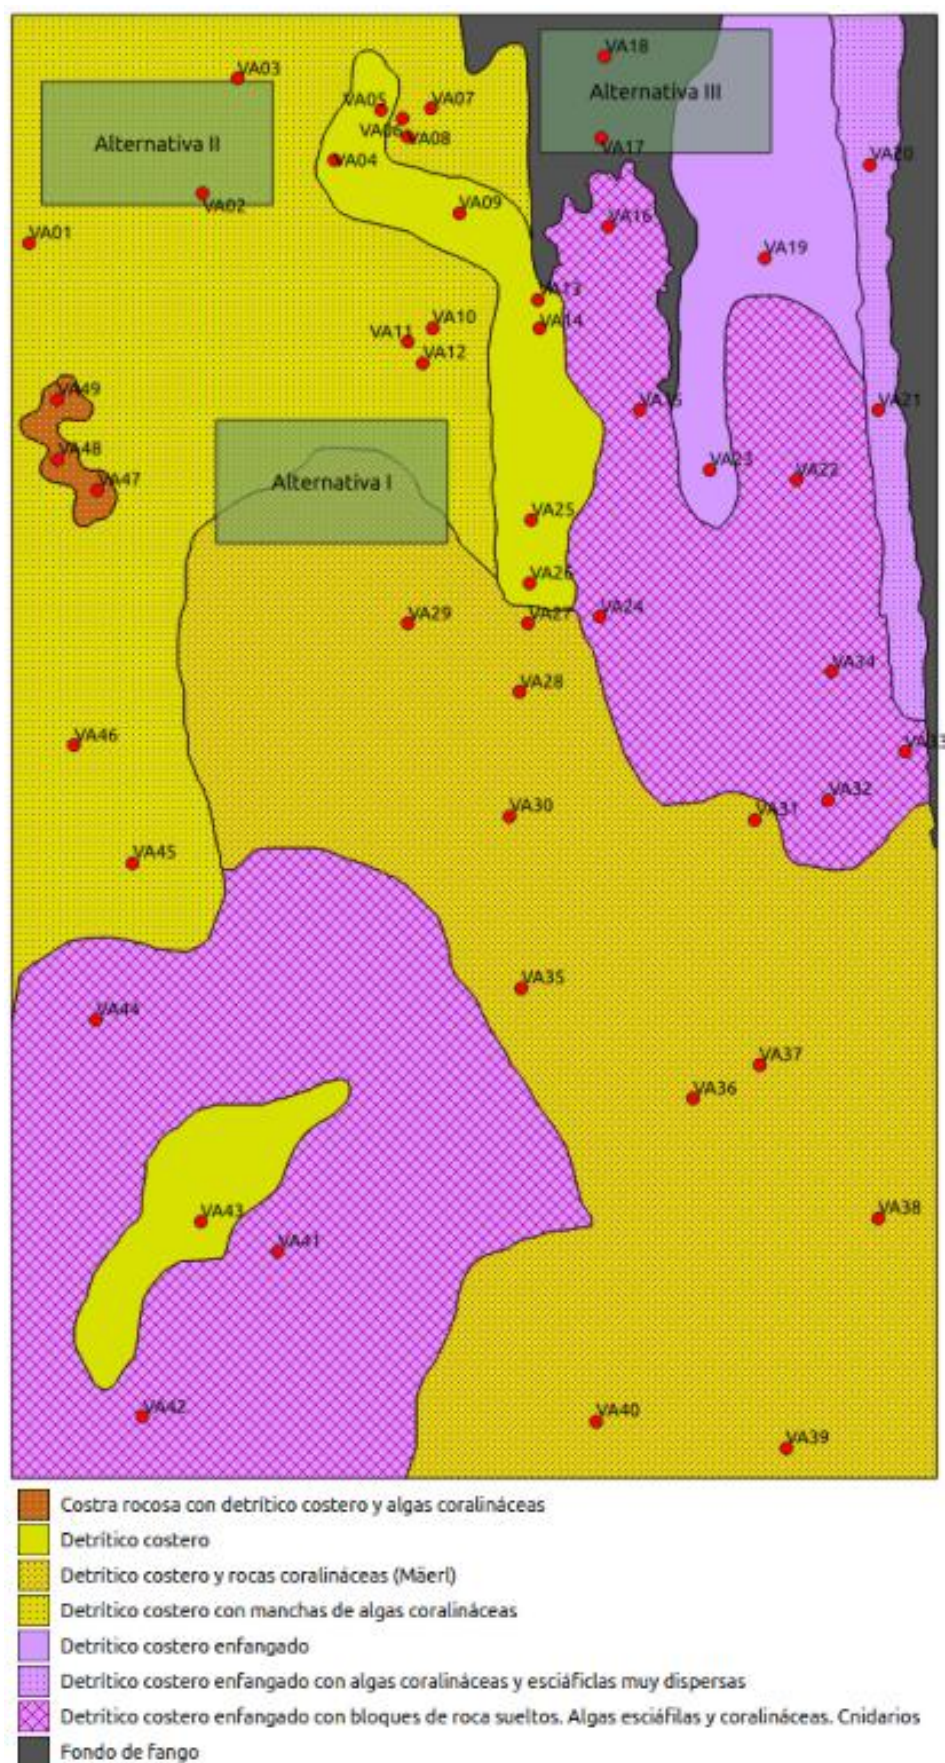 VA18
VA03
Alternativa III
VA05
VA07
VA06
VA08
Alternativa II
VA17
VA04
VA20
VA02
VA09
VA16
VA01
VA19
VA13
VA10
VA14
VA11
VA12
VA49
VA15
VA21
VA48
VA23
VA22
VA47
Alternativa I
VA25
VA26
VA29
VA27
VA24
VA34
VA28
VA46
VA33
VA32
VA30
VA31
VA45
VA35
VA44
VA37
VA36
VA43
VA38
VA41
VA42
VA40
VA39
Costra rocosa con detrítico costero y algas coralináceas
Detrítico costero
Detrítico costero y rocas coralináceas (Mäerl)
Detrítico costero con manchas de algas coralináceas
Detrítico costero enfangado
Detrítico costero enfangado con algas coralináceas y esciáficlas muy dispersas
Detrítico costero enfangado con bloques de roca sueltos. Algas esciáfilas y coralináceas. Cnidarios
Fondo de fango